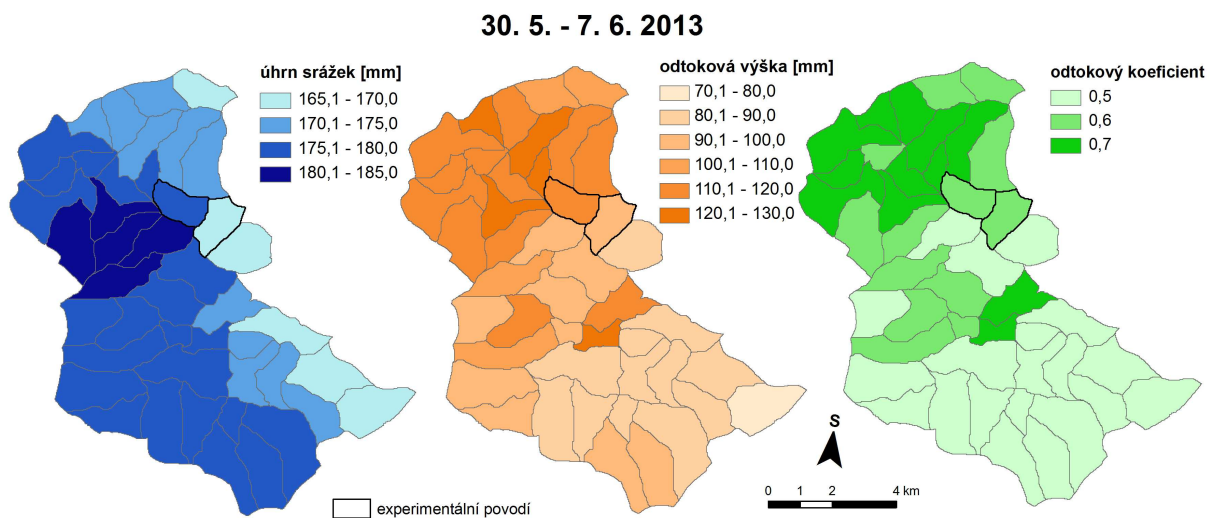 30. 5. - 7. 6. 2013
úhrn srážek [mm]
165,1 - 170,0
170,1 - 175,0
175,1 - 180,0
180,1 - 185,0
odtoková výška [mm]
70,1 - 80,0
80,1 - 90,0
90,1 - 100,0
100,1 - 110,0
110,1 - 120,0
120,1 - 130,0
odtokový koeficient
0,5
0,6
0,7
experimentální povodí
S
0 1 2 4 km